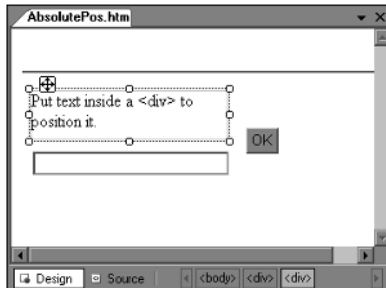 AbsolutePos.htm
Put text inside a <div> to
position it.
OK
Design Source <body> <div> <div>